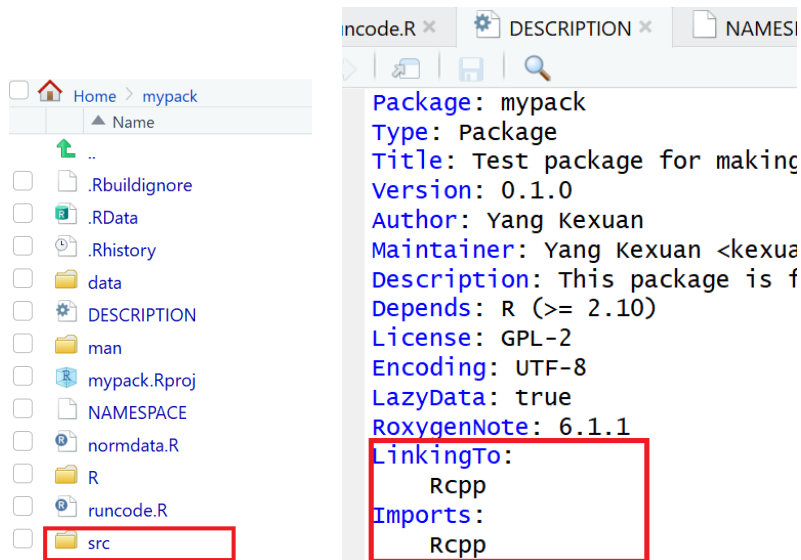 Home > mypack
Name
..
.Rbuildignore
.RData
.Rhistory
data
DESCRIPTION
man
mypack.Rproj
NAMESPACE
normdata.R
R
runcode.R
src
DESCRIPTION
Package: mypack
Type: Package
Title: Test package for making
Version: 0.1.0
Author: Yang Kexuan
Maintainer: Yang Kexuan
Description: This package is
Depends: R (>= 2.10)
License: GPL-2
Encoding: UTF-8
LazyData: true
RoxygenNote: 6.1.1
LinkingTo:
Rcpp
Imports:
Rcpp